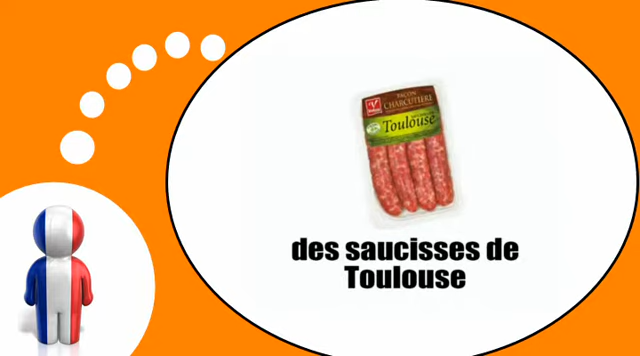 FAÇON
CHARCUTIÈRE
Toulouse
des saucisses de
Toulouse